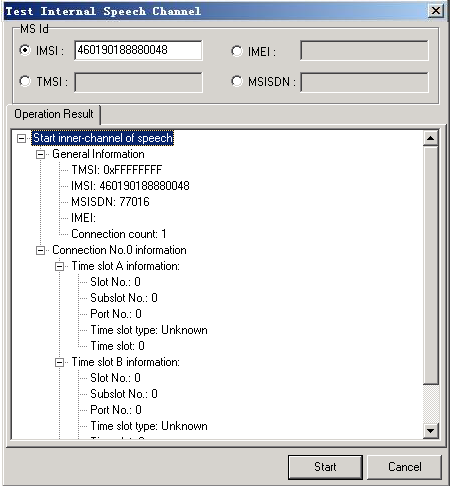 Test Internal Speech Channel
MS Id
IMSI : 460190188880048 IMEI :
TMSI : MSISDN :
Operation Result
Start inner-channel of speech
General Information
TMSI: 0xFFFFFFFF
IMSI: 460190188880048
MSISDN: 77016
IMEI:
Connection count: 1
Connection No.0 information
Time slot A information:
Slot No.: 0
Subslot No.: 0
Port No.: 0
Time slot type: Unknown
Time slot: 0
Time slot B information:
Slot No.: 0
Subslot No.: 0
Port No.: 0
Time slot type: Unknown
Start Cancel